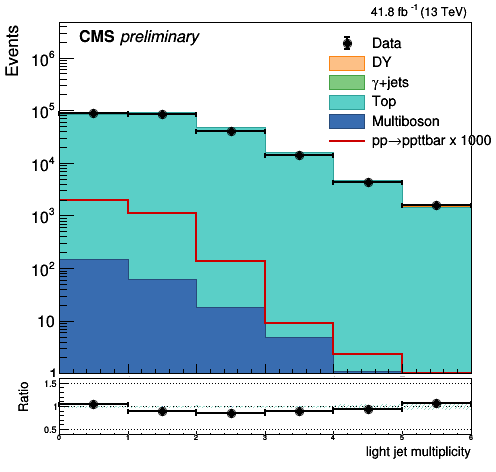 41.8 fb⁻¹ (13 TeV)
CMS preliminary
Events
Data
DY
γ+jets
Top
Multiboson
pp→ppttbar x 1000
10⁶
10⁵
10⁴
10³
10²
10
1
Ratio
1.5
1
0.5
0 1 2 3 4 5 6
light jet multiplicity